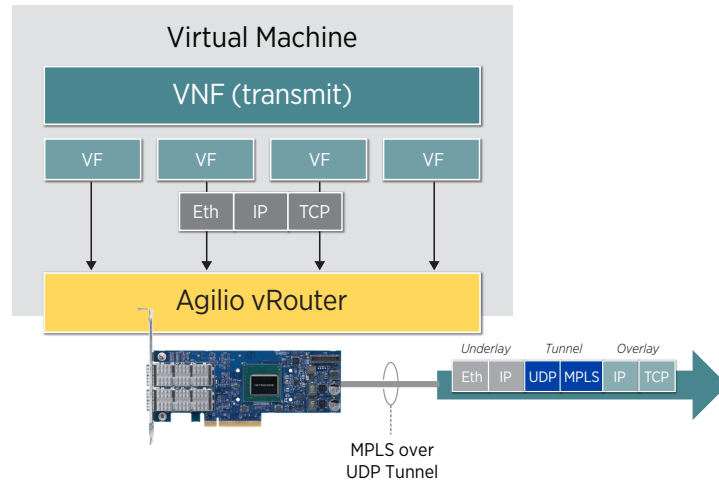 Virtual Machine
VNF (transmit)
VF VF VF VF
Eth IP TCP
Agilio vRouter
Underlay Tunnel Overlay
Eth IP UDP MPLS IP TCP
NETRONOME
MPLS over
UDP Tunnel